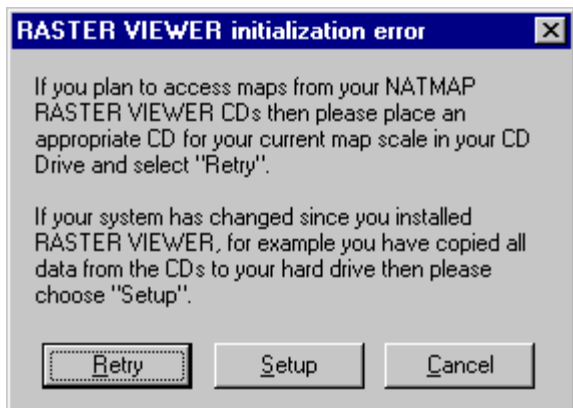 RASTER VIEWER initialization error
If you plan to access maps from your NATMAP
RASTER VIEWER CDs then please place an
appropriate CD for your current map scale in your CD
Drive and select "Retry".
If your system has changed since you installed
RASTER VIEWER, for example you have copied all
data from the CDs to your hard drive then please
choose "Setup".
Retry
Setup
Cancel